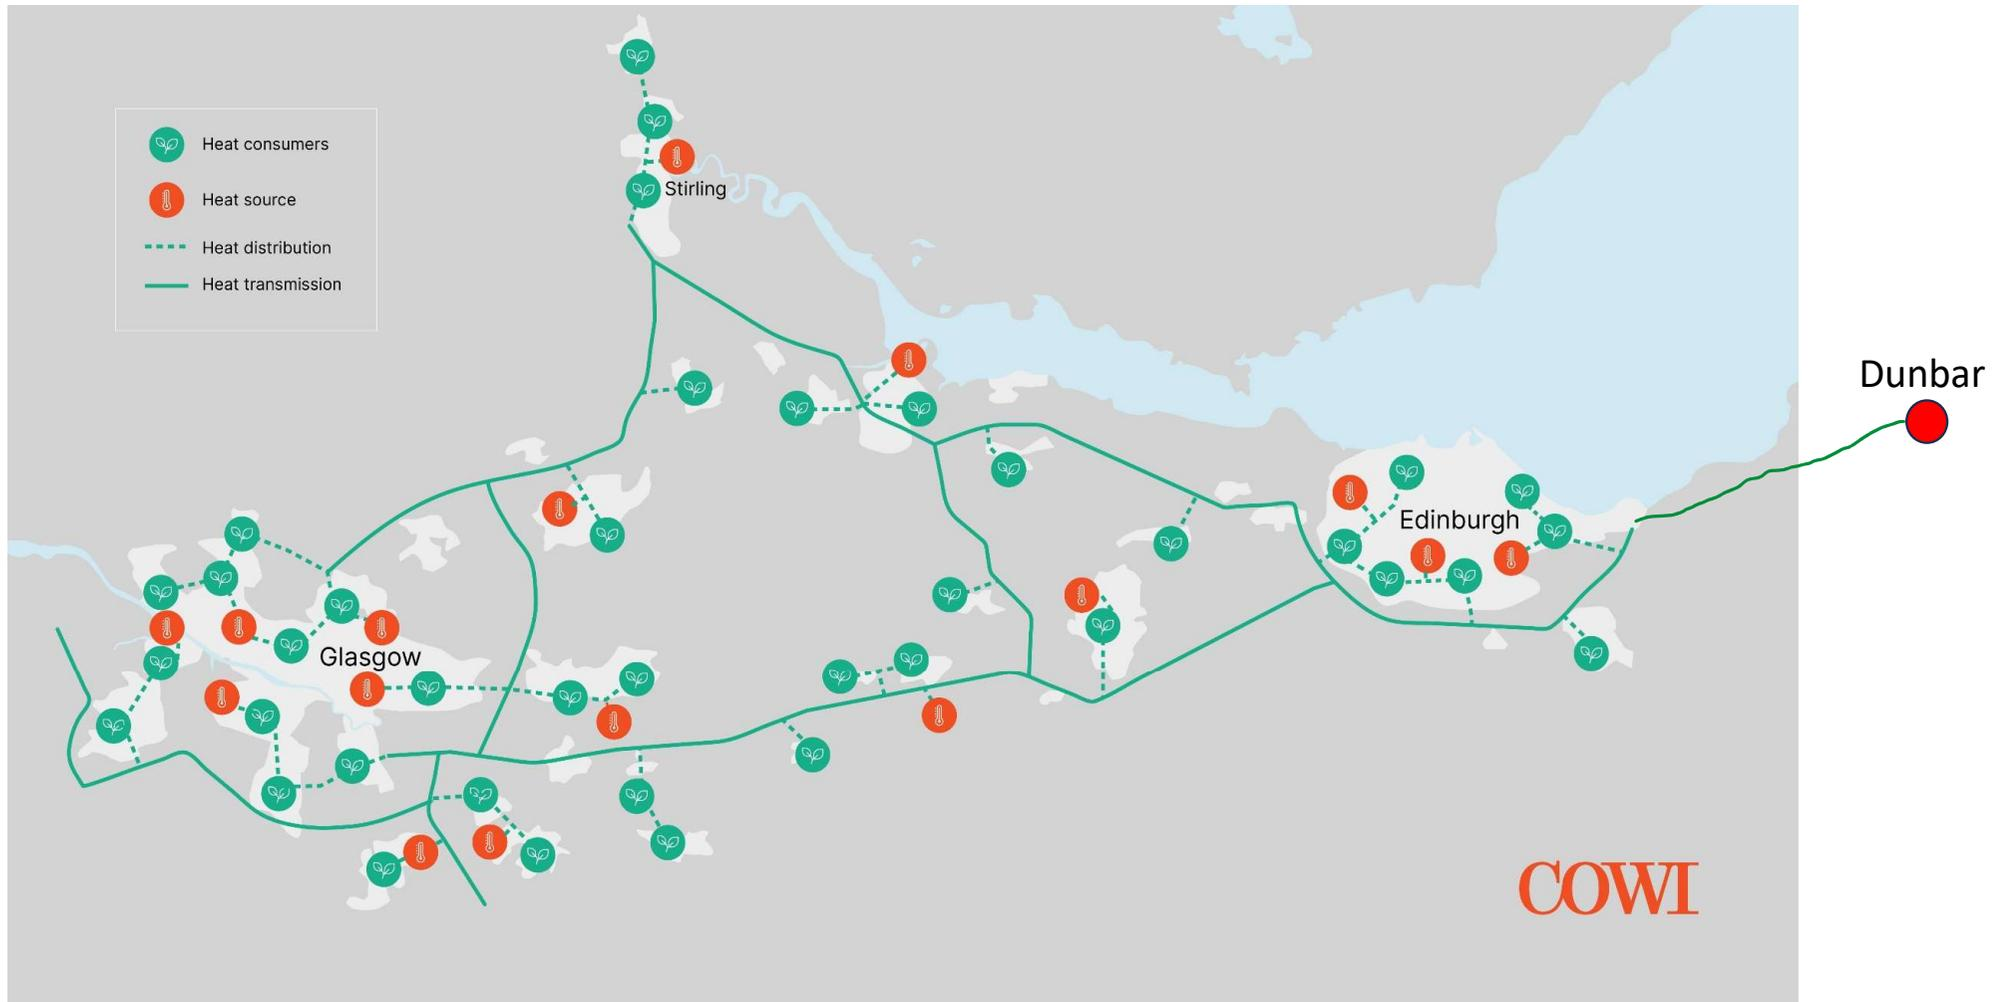 Heat consumers
Heat source
Heat distribution
Heat transmission
Stirling
Dunbar
Edinburgh
Glasgow
COWI